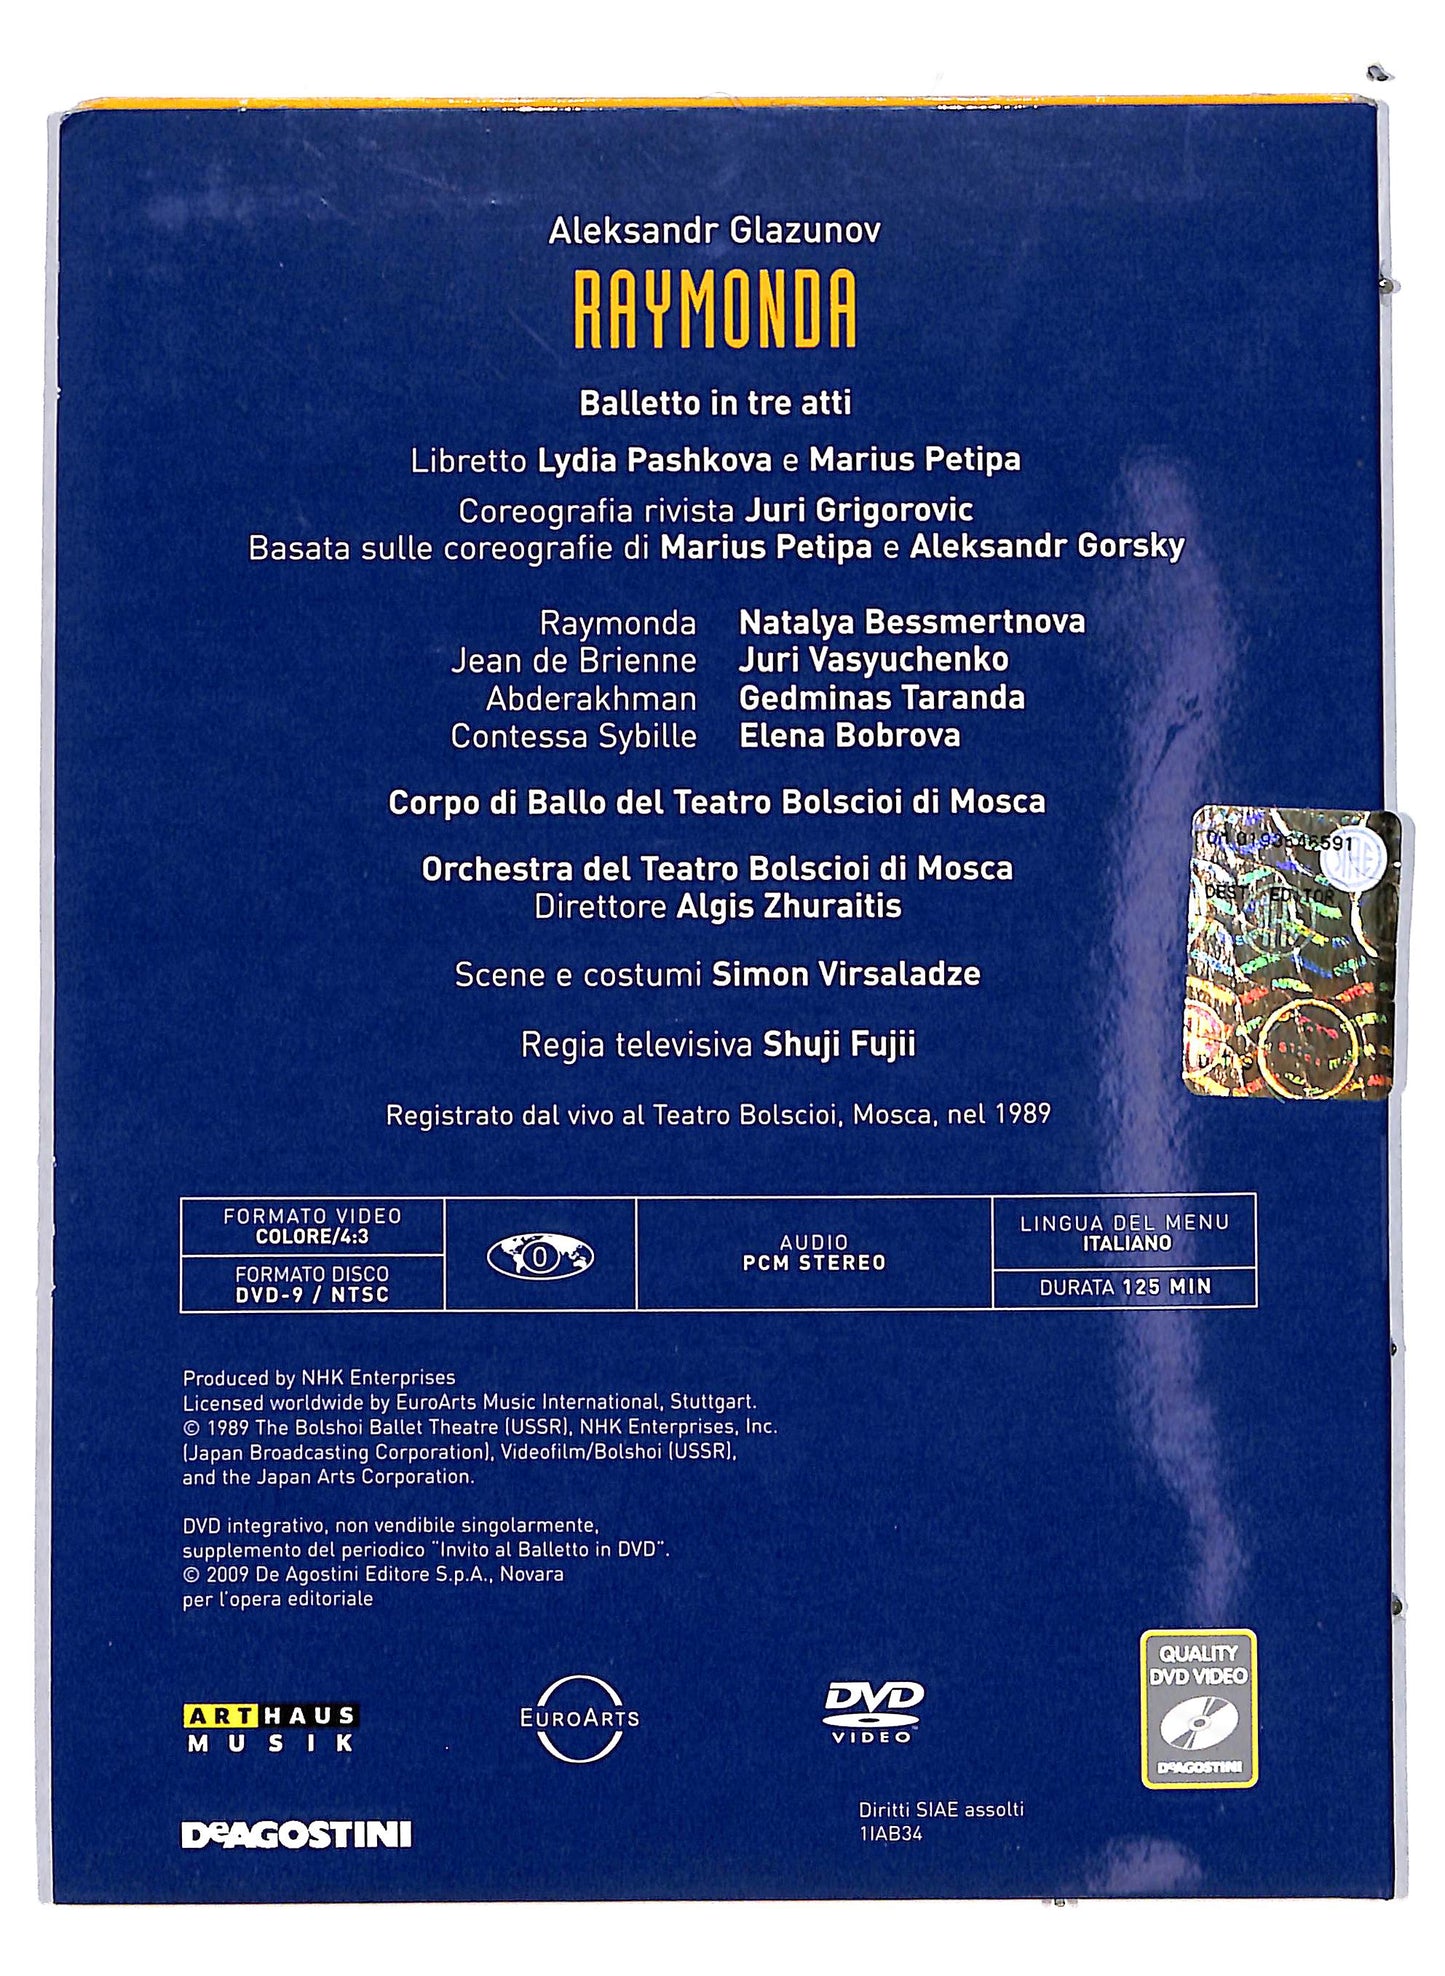 Aleksandr Glazunov
RAYMONDA
Balletto in tre atti
Libretto Lydia Pashkova e Marius Petipa
Coreografia rivista Juri Grigorovic
Basata sulle coreografie di Marius Petipa e Aleksandr Gorsky
Raymonda Natalya Bessmertnova
Jean de Brienne Juri Vasyuchenko
Abderakhman Gedminas Taranda
Contessa Sybille Elena Bobrova
Corpo di Ballo del Teatro Bolscioi di Mosca
Orchestra del Teatro Bolscioi di Mosca
Direttore Algis Zhuraitis
Scene e costumi Simon Virsaladze
Regia televisiva Shuji Fujii
Registrato dal vivo al Teatro Bolscioi, Mosca, nel 1989
DEST. EDITOR
SIAE
FORMATO VIDEO
COLORE/4:3
FORMATO DISCO
DVD-9 / NTSC
0
AUDIO
PCM STEREO
LINGUA DEL MENU
ITALIANO
DURATA 125 MIN
Produced by NHK Enterprises
Licensed worldwide by EuroArts Music International, Stuttgart.
© 1989 The Bolshoi Ballet Theatre (USSR), NHK Enterprises, Inc.
(Japan Broadcasting Corporation), Videofilm/Bolshoi (USSR),
and the Japan Arts Corporation.
DVD integrativo, non vendibile singolarmente,
supplemento del periodico "Invito al Balletto in DVD".
© 2009 De Agostini Editore S.p.A., Novara
per l'opera editoriale
ARTHAUS
MUSIK
EUROARTS
DVD
VIDEO™
QUALITY
DVD VIDEO
DeAGOSTINI
DeAGOSTINI
Diritti SIAE assolti
1IAB34